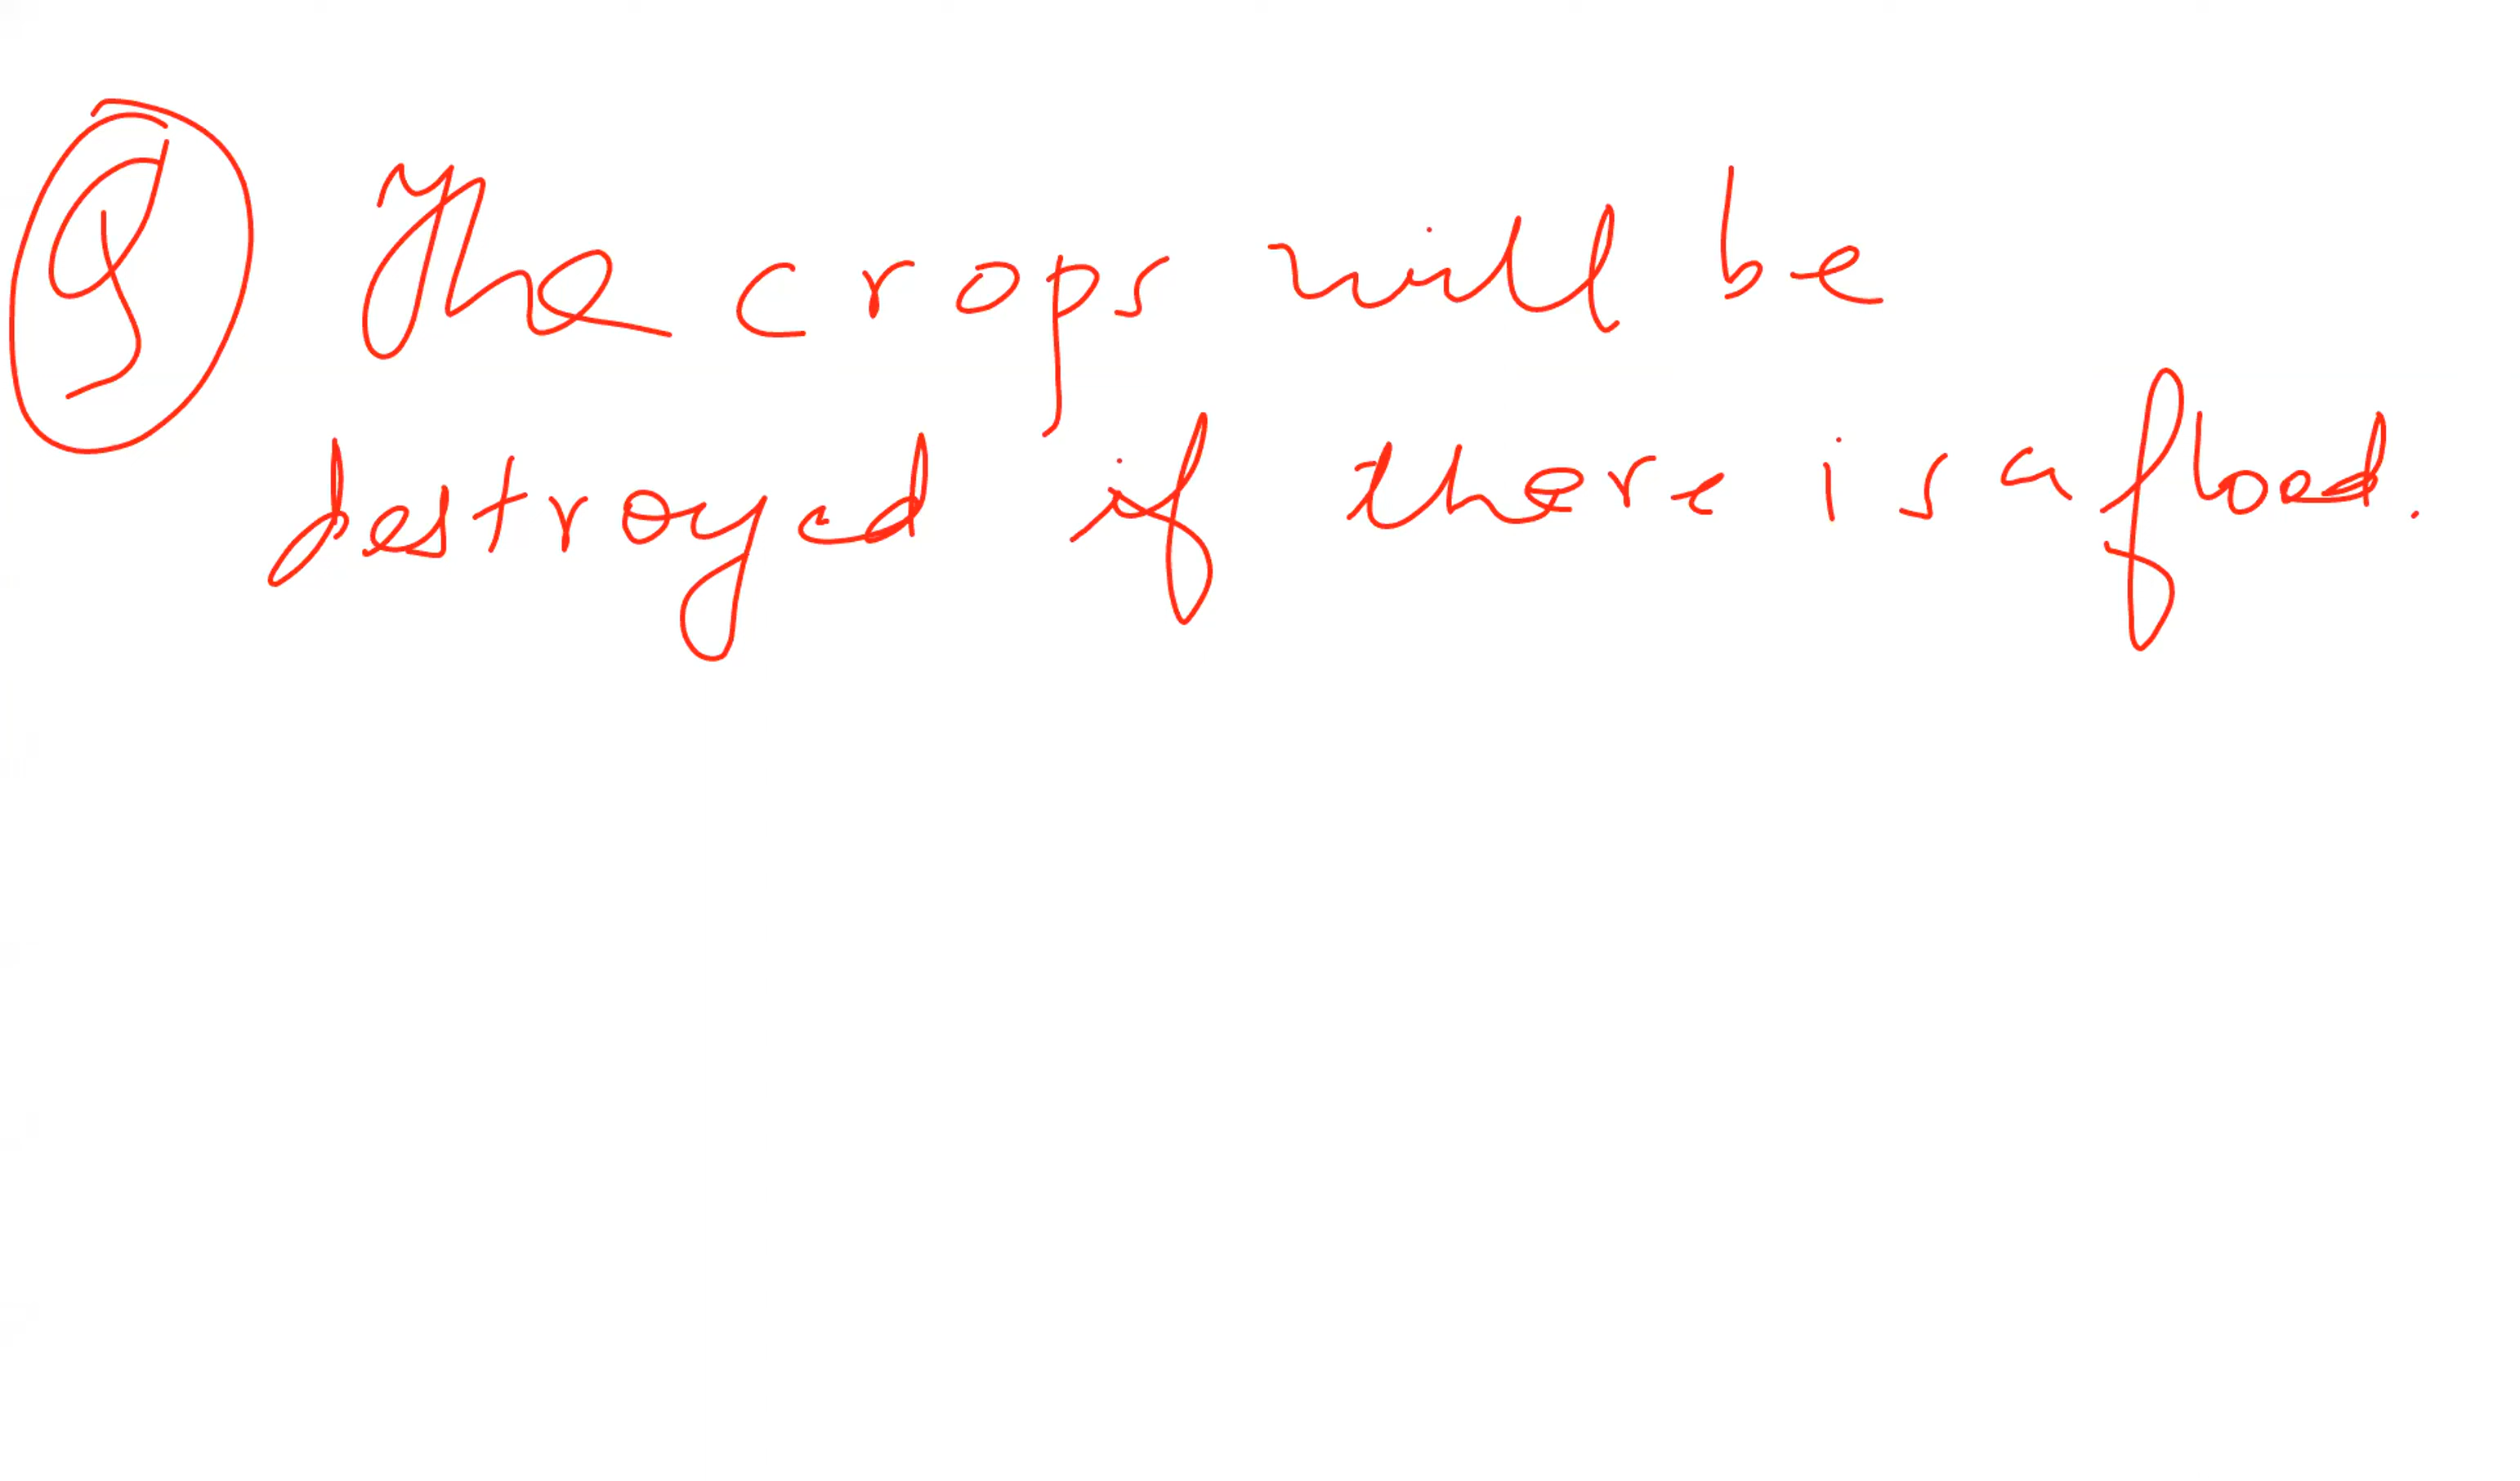 Q The crops will be
destroyed if there is a flood.